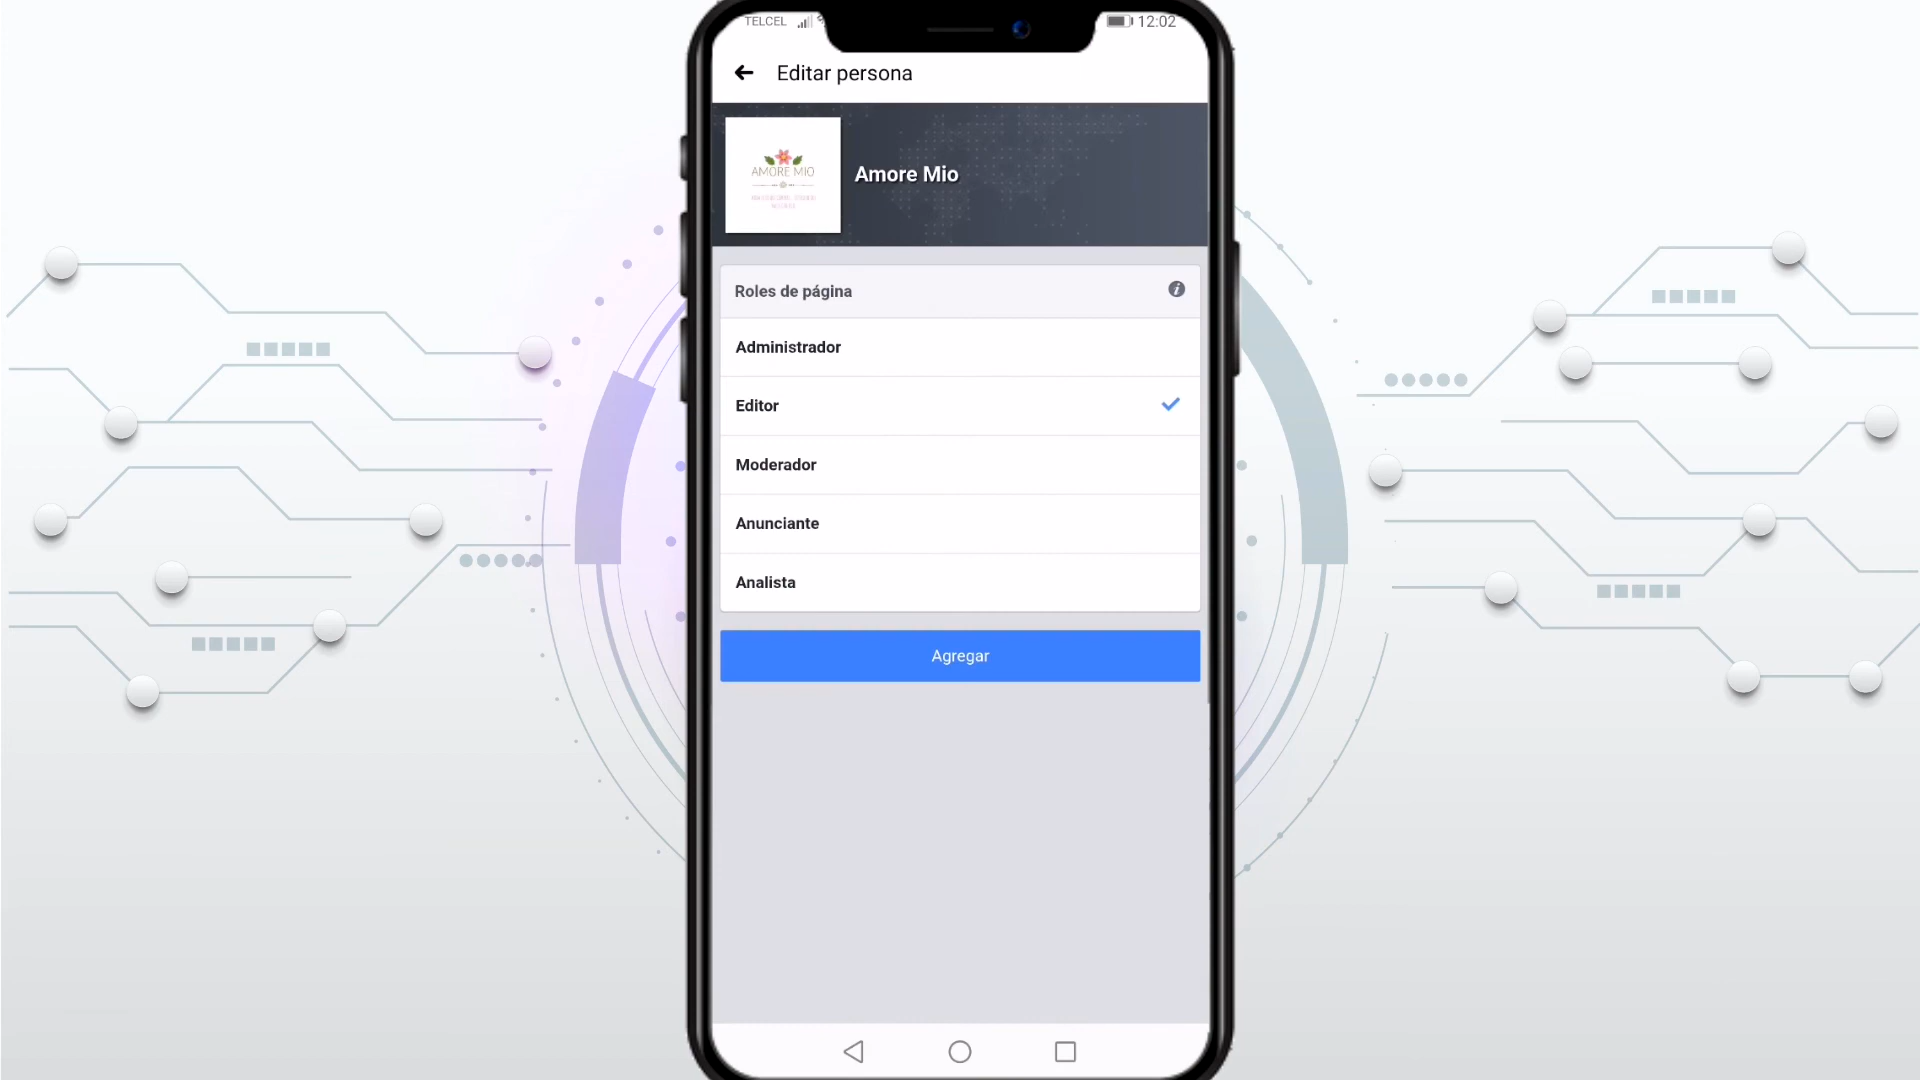 TELCEL
12:02
Editar persona
AMORE MIO
Amore Mio
Roles de página
Administrador
Editor
Moderador
Anunciante
Analista
Agregar